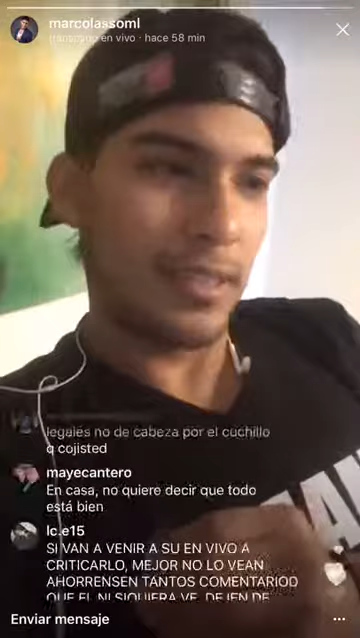 marcolassoml
en vivo · hace 58 min
legales no de cabeza por el cuchillo
q cojisted
mayecantero
En casa, no quiere decir que todo
está bien
lc.e15
SI VAN A VENIR A SU EN VIVO A
CRITICARLO, MEJOR NO LO VEAN
AHORRENSEN TANTOS COMENTARIOD
QUE EL NI SIQUIERA VE, DEJEN DE
Enviar mensaje